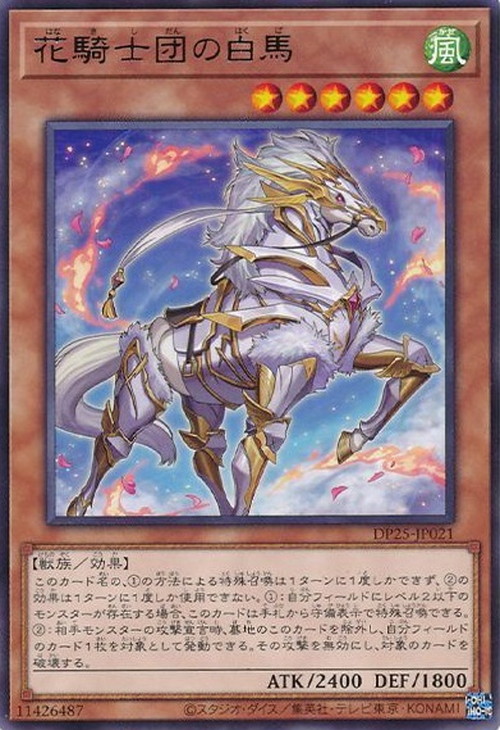 花騎士団の白馬
風
DP25-JP021
【獣族／効果】
このカード名の、①の方法による特殊召喚は1ターンに1度しかできず、②の
効果は1ターンに1度しか使用できない。①：自分フィールドにレベル2以下の
モンスターが存在する場合、このカードは手札から守備表示で特殊召喚できる。
②：相手モンスターの攻撃宣言時、墓地のこのカードを除外し、自分フィールド
のカード1枚を対象として発動できる。その攻撃を無効にし、対象のカードを
破壊する。
ATK/2400 DEF/1800
11426487 ©スタジオ・ダイス／集英社・テレビ東京・KONAMI